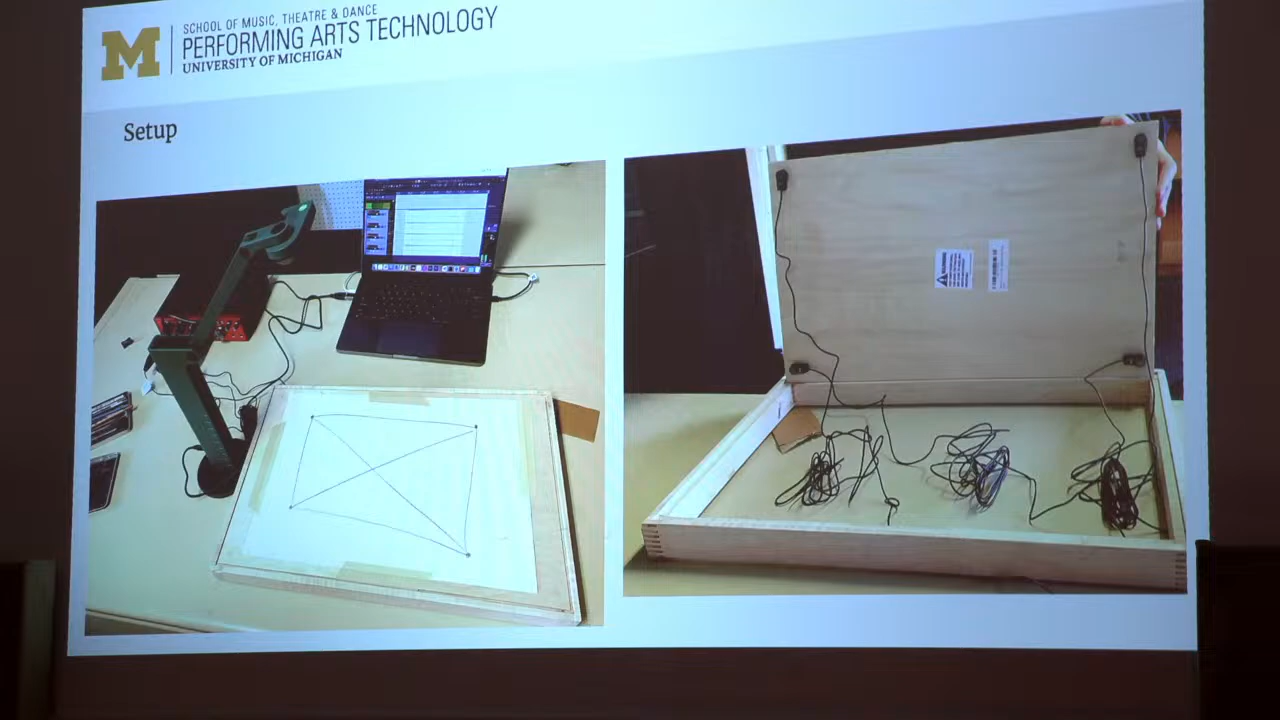 M
SCHOOL OF MUSIC, THEATRE & DANCE
PERFORMING ARTS TECHNOLOGY
UNIVERSITY OF MICHIGAN
Setup